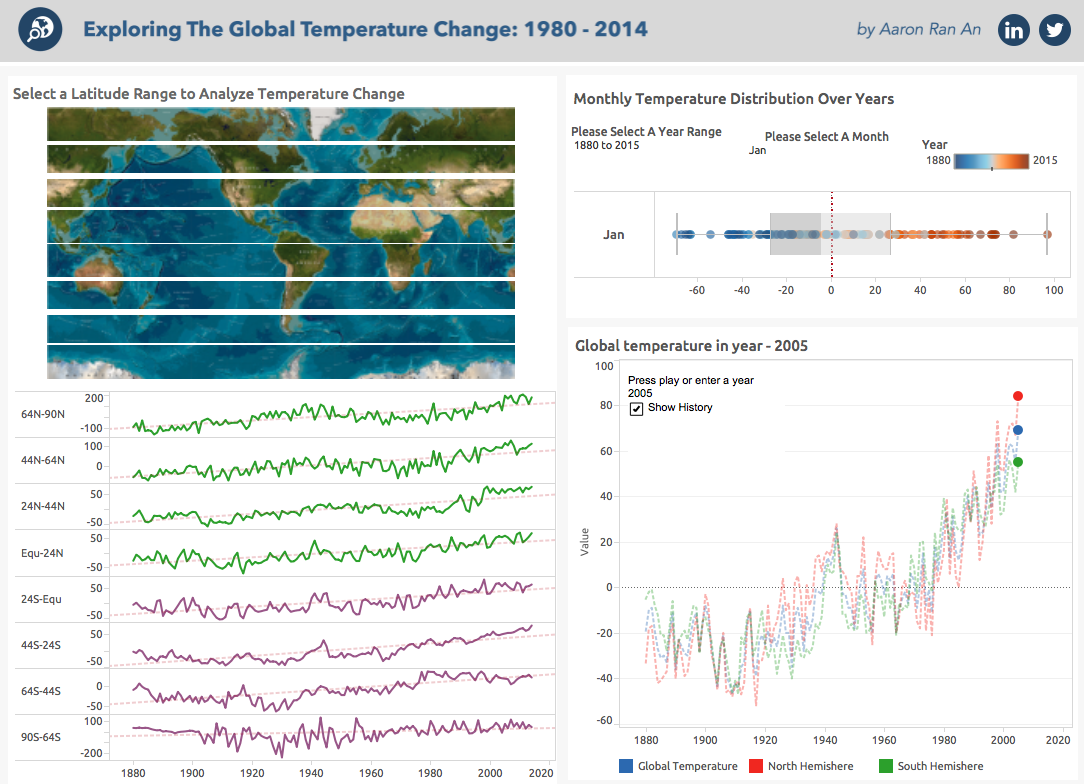 Exploring The Global Temperature Change: 1980 - 2014
by Aaron Ran An
in
Select a Latitude Range to Analyze Temperature Change
64N-90N
200
-100
44N-64N
100
0
24N-44N
50
-50
Equ-24N
50
-50
24S-Equ
50
-50
44S-24S
50
-50
64S-44S
0
-50
90S-64S
100
-200
1880 1900 1920 1940 1960 1980 2000 2020
Monthly Temperature Distribution Over Years
Please Select A Year Range
1880 to 2015
Please Select A Month
Jan
Year
1880 2015
Jan
-60 -40 -20 0 20 40 60 80 100
Global temperature in year - 2005
Press play or enter a year
2005
Show History
Value
100
80
60
40
20
0
-20
-40
-60
1880 1900 1920 1940 1960 1980 2000 2020
Global Temperature North Hemishere South Hemishere